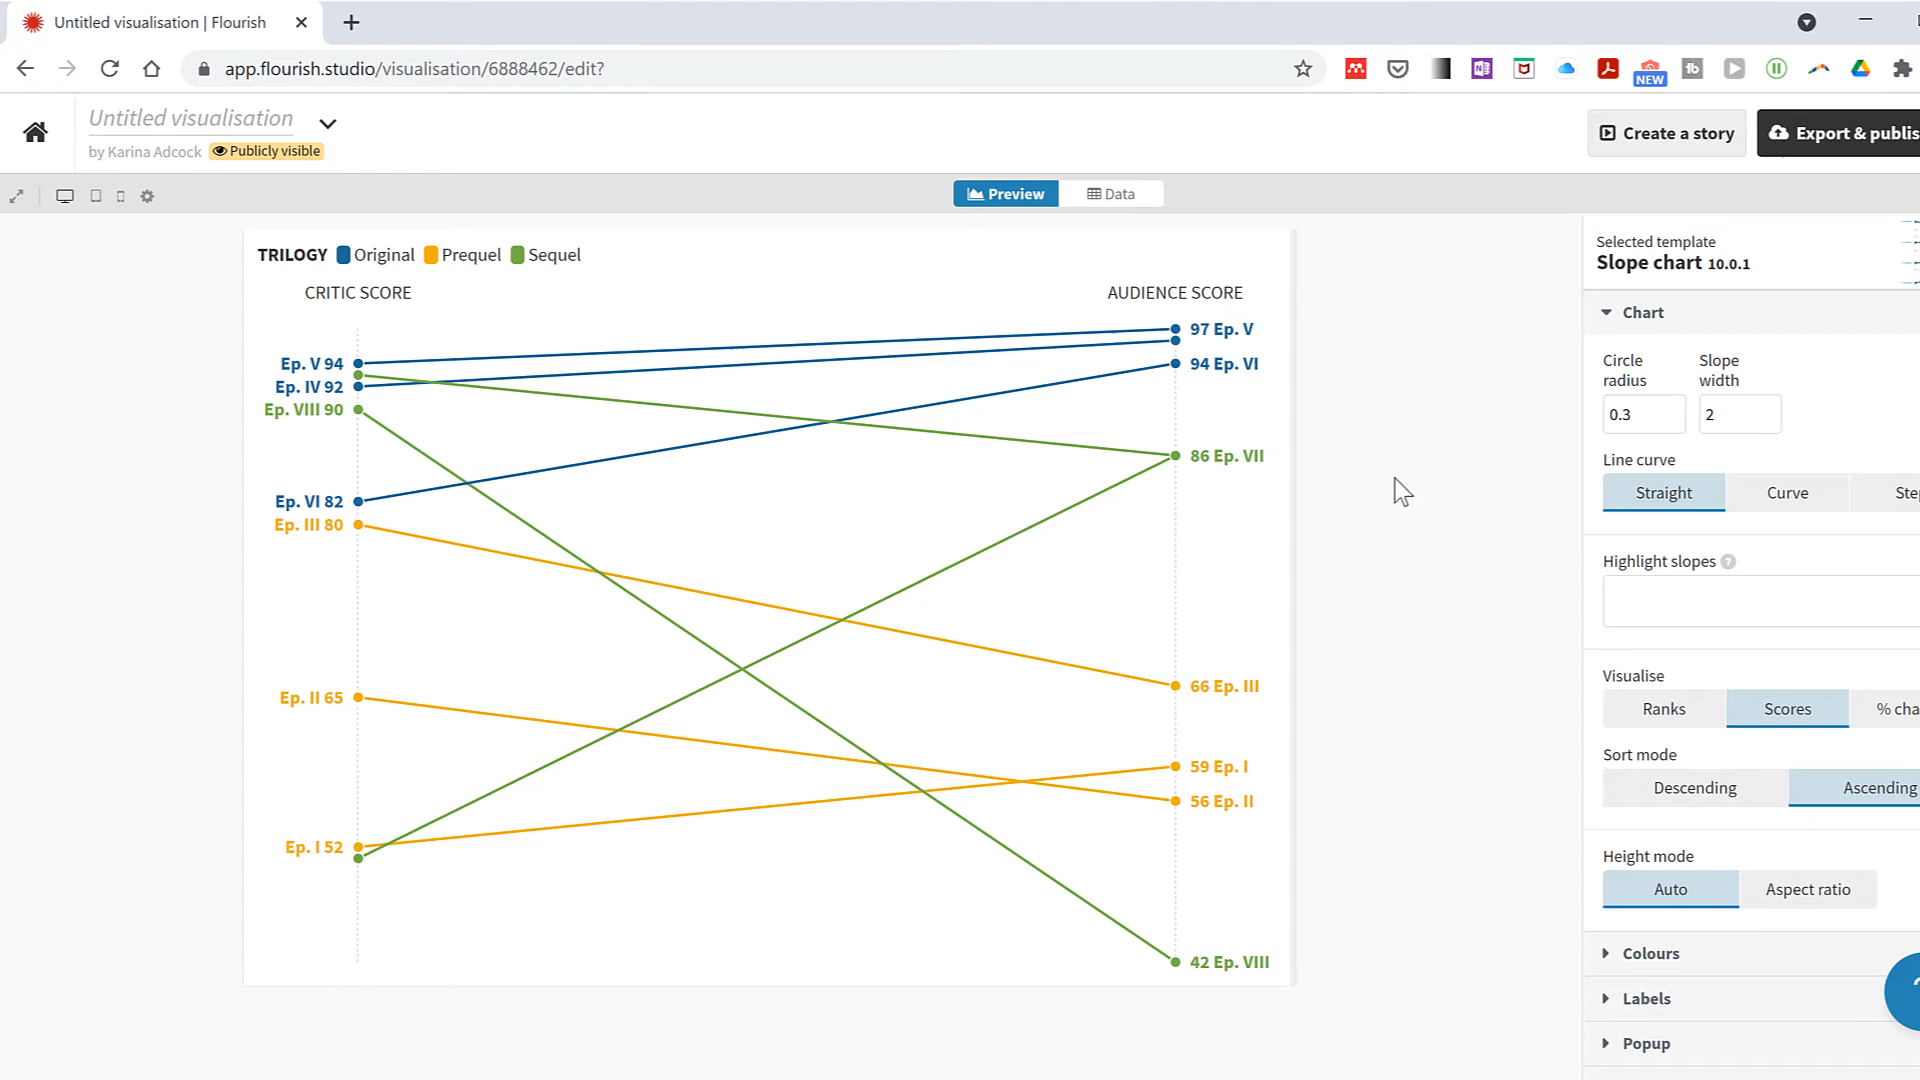 Untitled visualisation | Flourish
app.flourish.studio/visualisation/6888462/edit?
NEW
Untitled visualisation
by Karina Adcock Publicly visible
Create a story
Export & publis
Preview
Data
TRILOGY Original Prequel Sequel
CRITIC SCORE
AUDIENCE SCORE
97 Ep. V
Ep. V 94
94 Ep. VI
Ep. IV 92
Ep. VIII 90
86 Ep. VII
Ep. VI 82
Ep. III 80
66 Ep. III
Ep. II 65
59 Ep. I
56 Ep. II
Ep. I 52
42 Ep. VIII
Selected template
Slope chart 10.0.1
Chart
Circle radius
Slope width
0.3
2
Line curve
Straight
Curve
Step
Highlight slopes ?
Visualise
Ranks
Scores
% cha
Sort mode
Descending
Ascending
Height mode
Auto
Aspect ratio
Colours
Labels
Popup